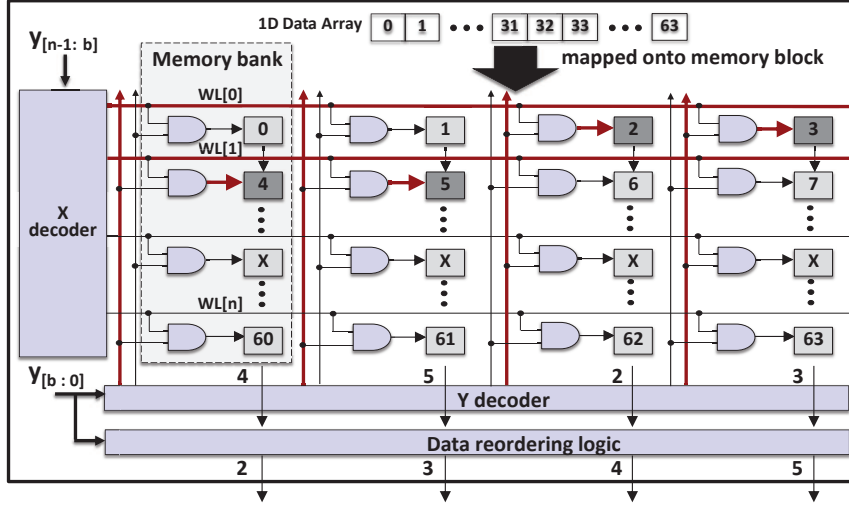 1D Data Array 0 1 ••• 31 32 33 ••• 63
mapped onto memory block
y[n-1: b]
Memory bank
WL[0]
0 1 2 3
WL[1]
4 5 6 7
X decoder
X X X X
WL[n]
60 61 62 63
y[b : 0]
4 5 2 3
Y decoder
Data reordering logic
2 3 4 5